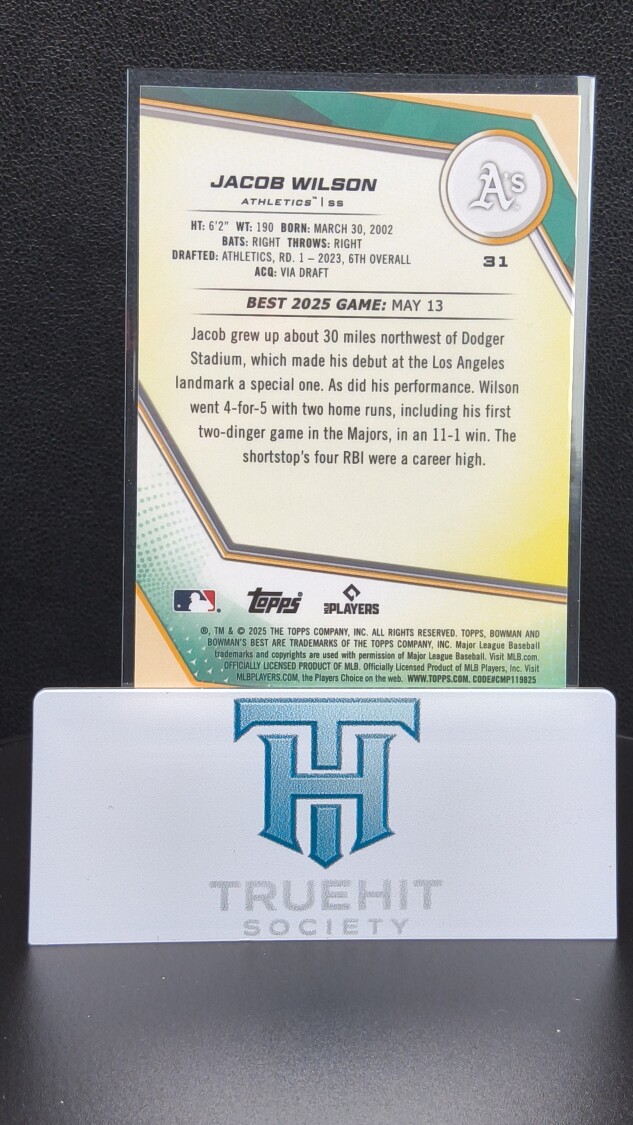 JACOB WILSON
ATHLETICS™ | SS
A's
31
HT: 6'2" WT: 190 BORN: MARCH 30, 2002
BATS: RIGHT THROWS: RIGHT
DRAFTED: ATHLETICS, RD. 1 – 2023, 6TH OVERALL
ACQ: VIA DRAFT
BEST 2025 GAME: MAY 13
Jacob grew up about 30 miles northwest of Dodger
Stadium, which made his debut at the Los Angeles
landmark a special one. As did his performance. Wilson
went 4-for-5 with two home runs, including his first
two-dinger game in the Majors, in an 11-1 win. The
shortstop's four RBI were a career high.
topps®
MLB PLAYERS
®, TM & © 2025 THE TOPPS COMPANY, INC. ALL RIGHTS RESERVED. TOPPS, BOWMAN AND
BOWMAN'S BEST ARE TRADEMARKS OF THE TOPPS COMPANY, INC. Major League Baseball
trademarks and copyrights are used with permission of Major League Baseball. Visit MLB.com.
OFFICIALLY LICENSED PRODUCT OF MLB. Officially Licensed Product of MLB Players, Inc. Visit
MLBPLAYERS.COM, the Players Choice on the web. WWW.TOPPS.COM. CODE#CMP119825
TH
TRUEHIT
SOCIETY